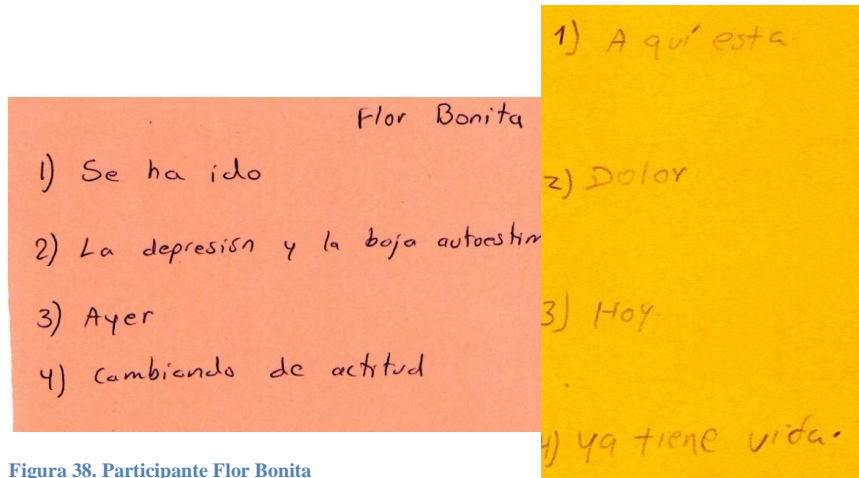 Flor Bonita
1) Se ha ido
2) La depresión y la baja autoestim
3) Ayer
4) Cambiando de actitud
Figura 38. Participante Flor Bonita
1) Aquí esta
2) Dolor
3) Hoy.
4) ya tiene vida.